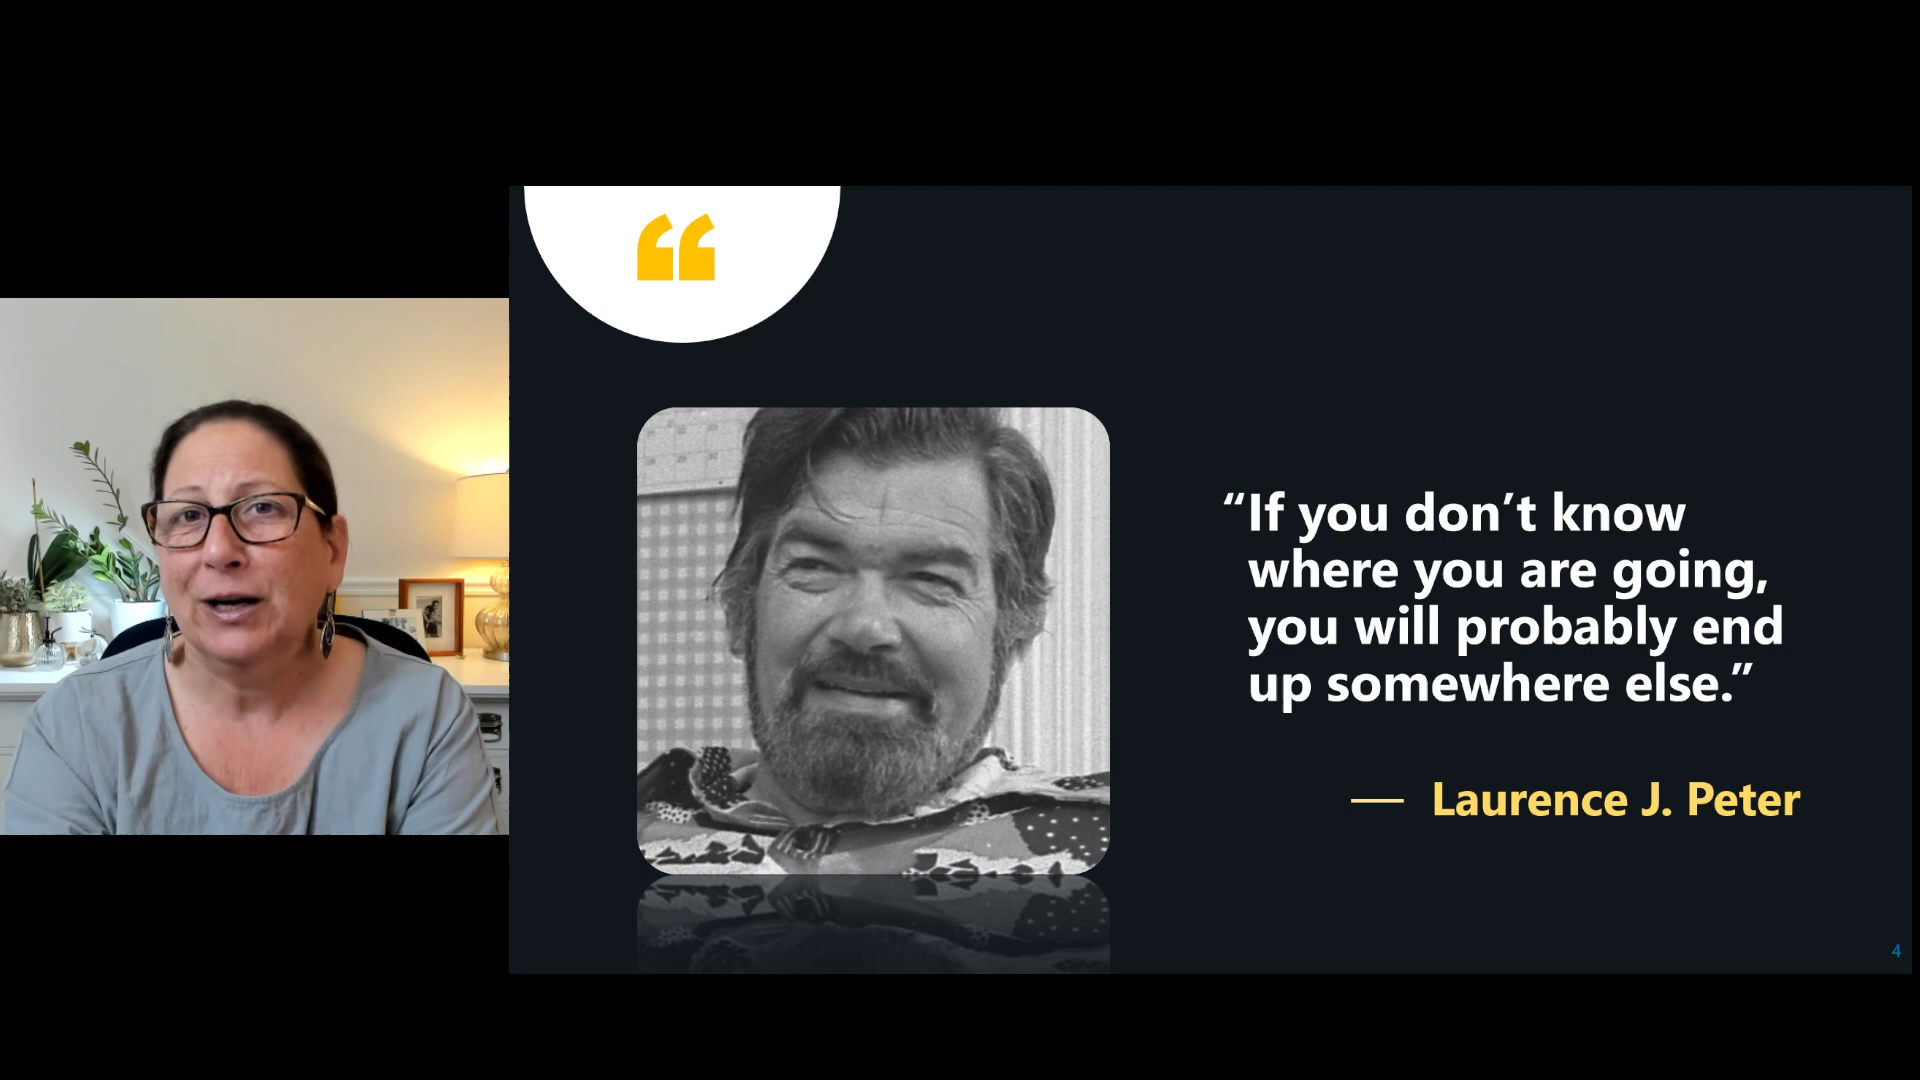 “
“If you don’t know
where you are going,
you will probably end
up somewhere else.”
— Laurence J. Peter
4